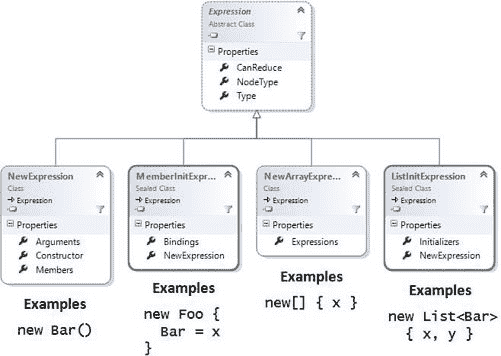 Expression
Abstract Class
Properties
CanReduce
NodeType
Type
NewExpression
Class
Expression
Properties
Arguments
Constructor
Members
Examples
new Bar()
MemberInitExpr...
Sealed Class
Expression
Properties
Bindings
NewExpression
Examples
new Foo {
Bar = x
}
NewArrayExpre...
Class
Expression
Properties
Expressions
Examples
new[] { x }
ListInitExpression
Sealed Class
Expression
Properties
Initializers
NewExpression
Examples
new List<Bar>
{ x, y }